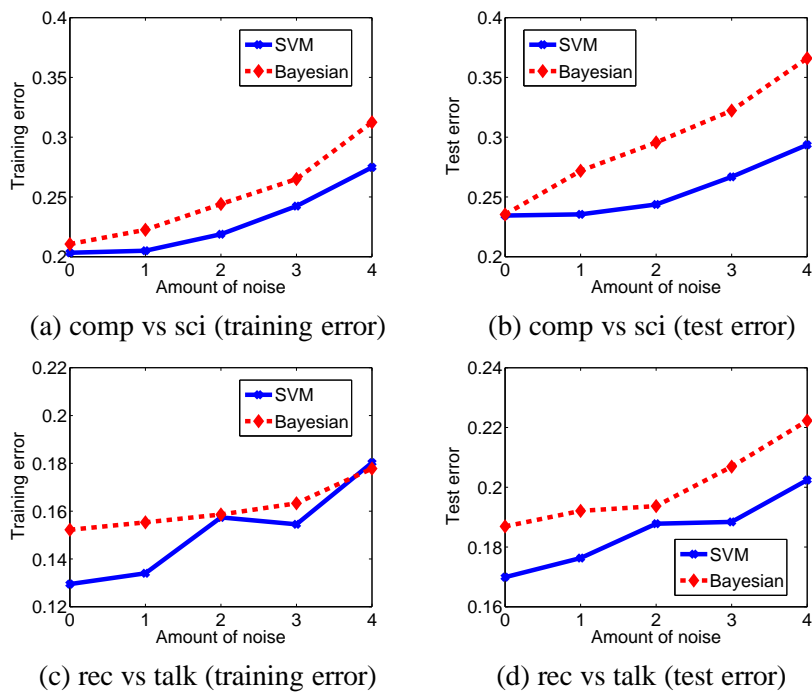 0.4
0.35
0.3
0.25
0.2
Training error
SVM
Bayesian
0 1 2 3 4
Amount of noise
(a) comp vs sci (training error)
0.4
0.35
0.3
0.25
0.2
Test error
SVM
Bayesian
0 1 2 3 4
Amount of noise
(b) comp vs sci (test error)
0.22
0.2
0.18
0.16
0.14
0.12
Training error
SVM
Bayesian
0 1 2 3 4
Amount of noise
(c) rec vs talk (training error)
0.24
0.22
0.2
0.18
0.16
Test error
SVM
Bayesian
0 1 2 3 4
Amount of noise
(d) rec vs talk (test error)